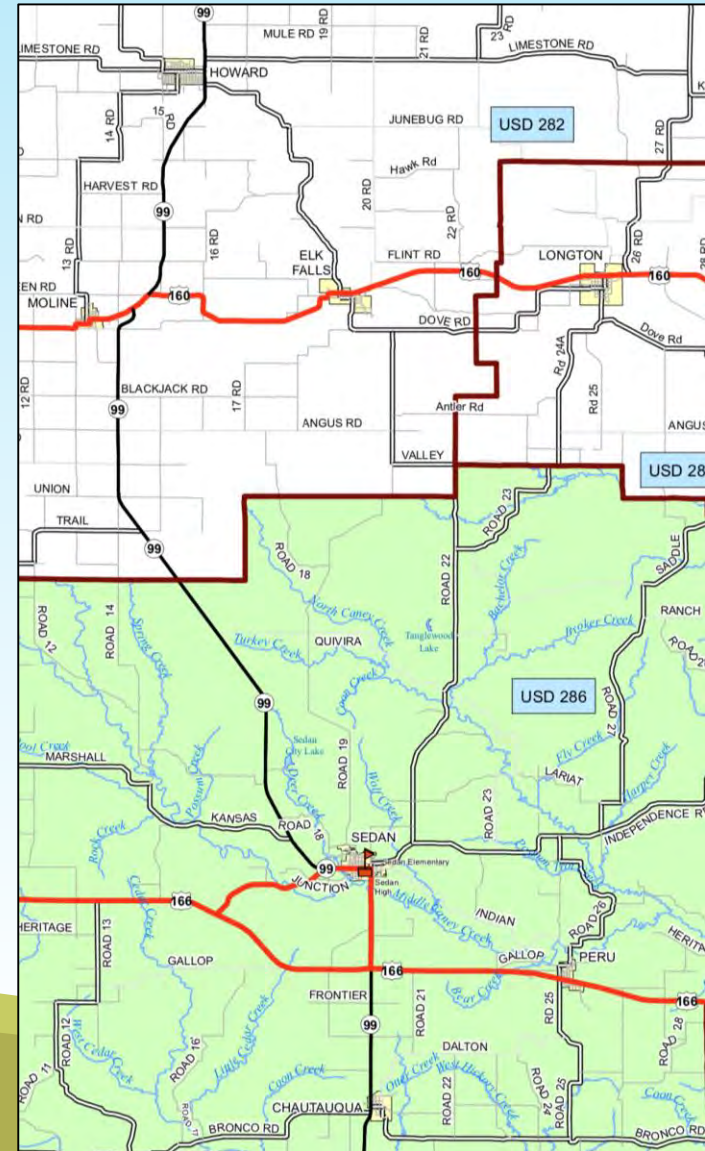 99
19 RD
MULE RD
21 RD
23 RD
LIMESTONE RD
LIMESTONE RD
HOWARD
14 RD
15 RD
JUNEBUG RD
USD 282
27 RD
HARVEST RD
Hawk Rd
99
16 RD
20 RD
22 RD
ELK
FALLS
FLINT RD
LONGTON
26 RD
28 RD
13 RD
EEN RD
MOLINE
160
160
160
DOVE RD
Rd 24A
Dove Rd
12 RD
BLACKJACK RD
99
17 RD
Antler Rd
Rd 25
ANGUS RD
ANGUS
VALLEY
USD 28
UNION
TRAIL
99
ROAD 23
ROAD 18
ROAD 22
SADDLE
ROAD 12
ROAD 14
Spring Creek
North Caney Creek
Bachelor Creek
Turkey Creek
QUIVIRA
Tanglewood
Lake
RANCH
Coon Creek
USD 286
ROAD 27
99
Sedan
City Lake
Deer Creek
ROAD 19
Wolf Creek
Fly Creek
LARIAT
Harper Creek
MARSHALL
Possum Creek
KANSAS
ROAD 18
ROAD 23
INDEPENDENCE R
SEDAN
Rock Creek
99
Sedan Elementary
Sedan
High
JUNCTION
Cedar Creek
Middle Caney Creek
INDIAN
ROAD 26
166
HERITAGE
ROAD 13
GALLOP
GALLOP
PERU
166
Bear Creek
166
FRONTIER
ROAD 21
RD 25
ROAD 12
West Cedar Creek
ROAD 16
Little Cedar Creek
99
DALTON
ROAD 28
ROAD 11
Coon Creek
ROAD 22
West Hickory Creek
ROAD 24
ROAD 25
Coon Creek
CHAUTAUQUA
ROAD 17
BRONCO RD
BRONCO RD